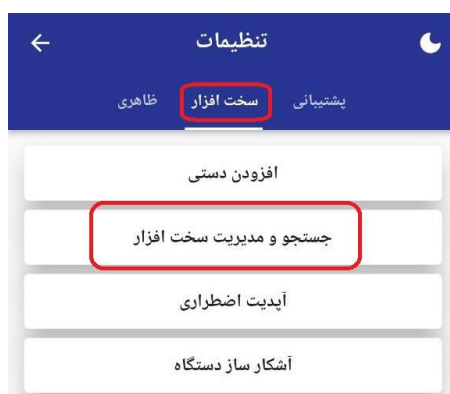 تنظیمات
پشتیبانی سخت افزار ظاهری
افزودن دستی
جستجو و مدیریت سخت افزار
آپدیت اضطراری
آشکار ساز دستگاه